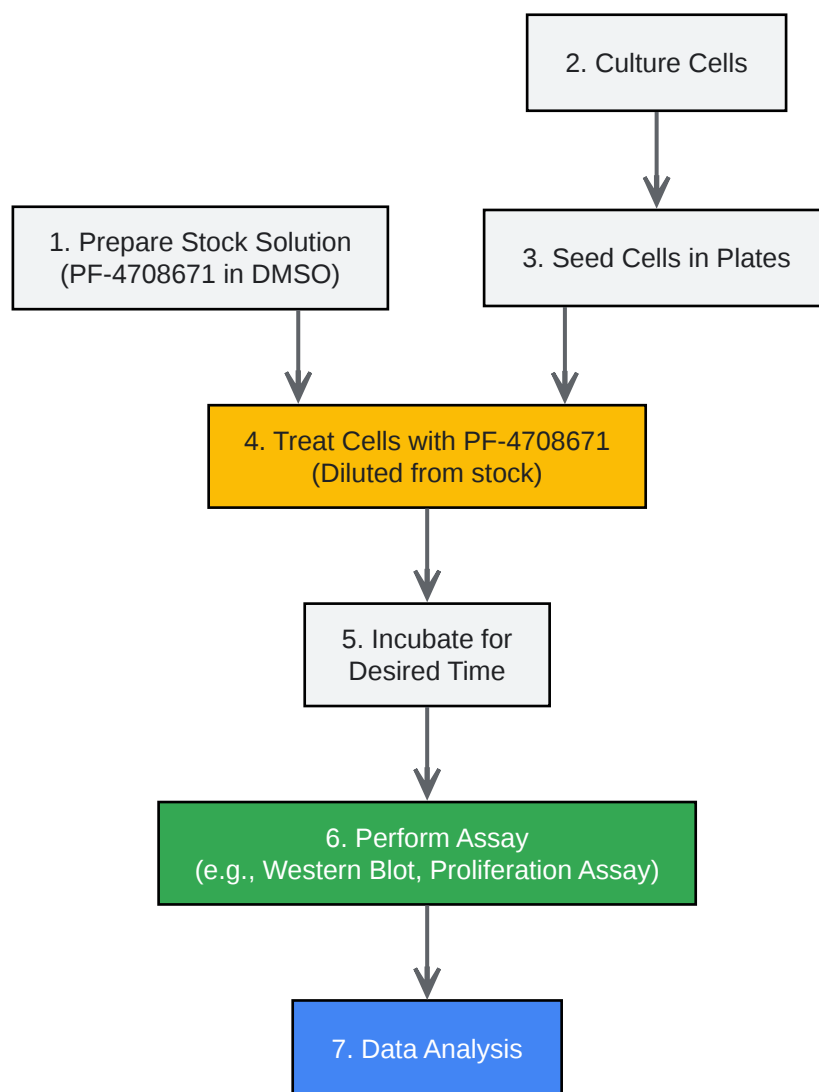 2. Culture Cells
1. Prepare Stock Solution
(PF-4708671 in DMSO)
3. Seed Cells in Plates
4. Treat Cells with PF-4708671
(Diluted from stock)
5. Incubate for
Desired Time
6. Perform Assay
(e.g., Western Blot, Proliferation Assay)
7. Data Analysis